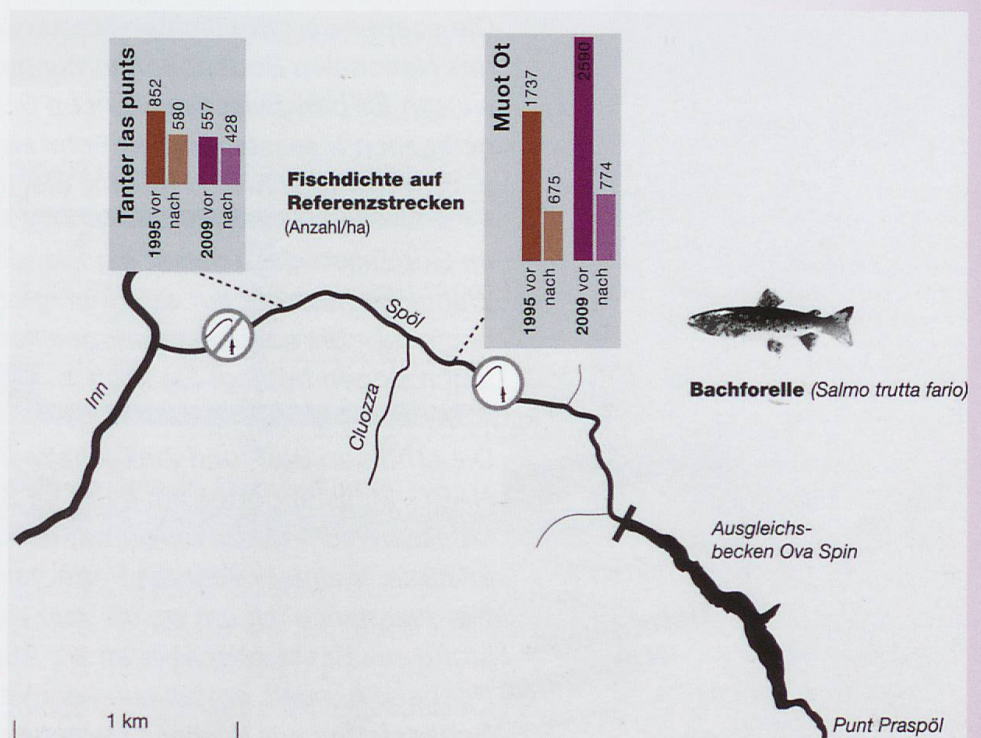 Tanter las punts
852
580
557
428
1995 vor
nach
2009 vor
nach
Fischdichte auf
Referenzstrecken
(Anzahl/ha)
Muot Ot
1737
675
2590
774
1995 vor
nach
2009 vor
nach
Inn
Spöl
Cluozza
Bachforelle (Salmo trutta fario)
Ausgleichs-
becken Ova Spin
1 km
Punt Praspöl